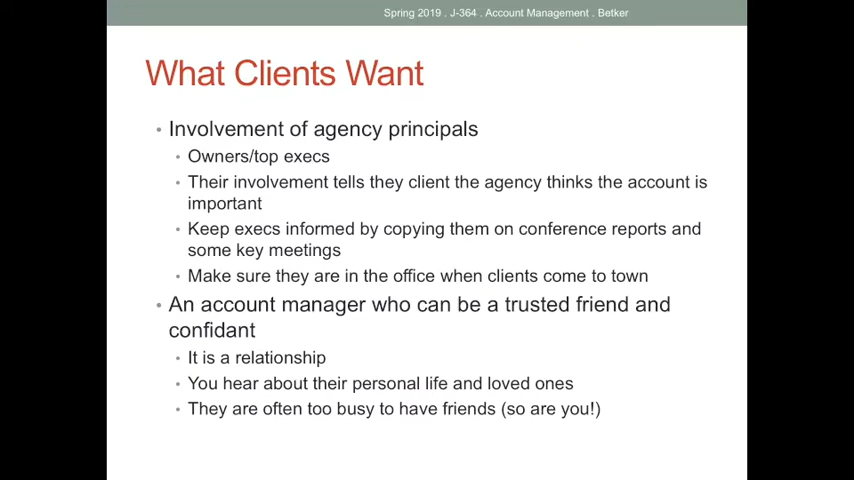 Spring 2019 . J-364 . Account Management . Betker
What Clients Want
• Involvement of agency principals
• Owners/top execs
• Their involvement tells they client the agency thinks the account is
important
• Keep execs informed by copying them on conference reports and
some key meetings
• Make sure they are in the office when clients come to town
• An account manager who can be a trusted friend and
confidant
• It is a relationship
• You hear about their personal life and loved ones
• They are often too busy to have friends (so are you!)